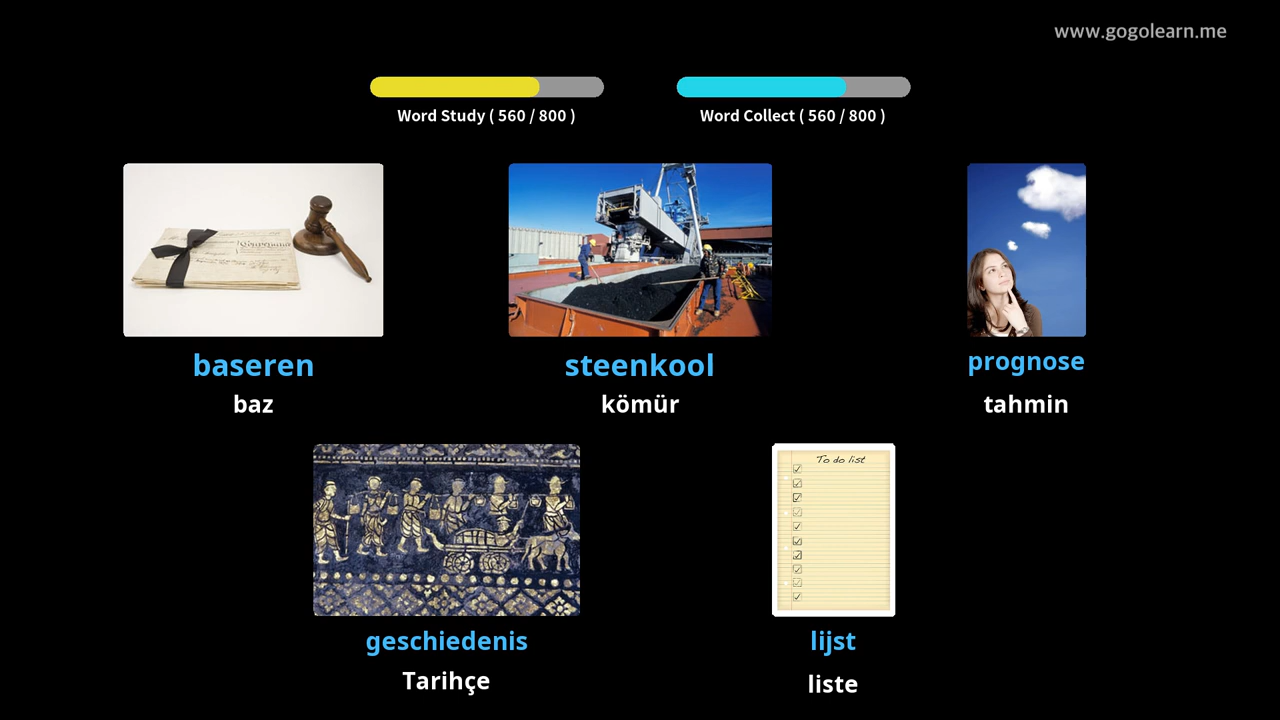 www.gogolearn.me
Word Study ( 560 / 800 )
Word Collect ( 560 / 800 )
baseren
baz
steenkool
kömür
prognose
tahmin
geschiedenis
Tarihçe
To do list
lijst
liste